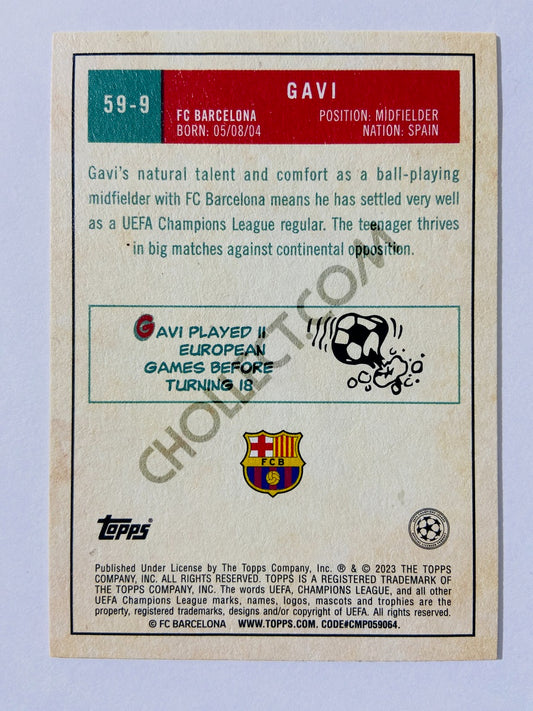 59-9
GAVI
FC BARCELONA
BORN: 05/08/04
POSITION: MIDFIELDER
NATION: SPAIN
Gavi's natural talent and comfort as a ball-playing
midfielder with FC Barcelona means he has settled very well
as a UEFA Champions League regular. The teenager thrives
in big matches against continental opposition.
GAVI PLAYED 11
EUROPEAN
GAMES BEFORE
TURNING 18
CHOLLECT.COM
FCB
Topps®
Published Under License by The Topps Company, Inc. ® & © 2023 THE TOPPS
COMPANY, INC. ALL RIGHTS RESERVED. TOPPS IS A REGISTERED TRADEMARK OF
THE TOPPS COMPANY, INC. The words UEFA, CHAMPIONS LEAGUE, and all other
UEFA Champions League marks, names, logos, mascots and trophies are the
property, registered trademarks, designs and/or copyright of UEFA. All rights reserved.
© FC BARCELONA WWW.TOPPS.COM. CODE#CMP059064.